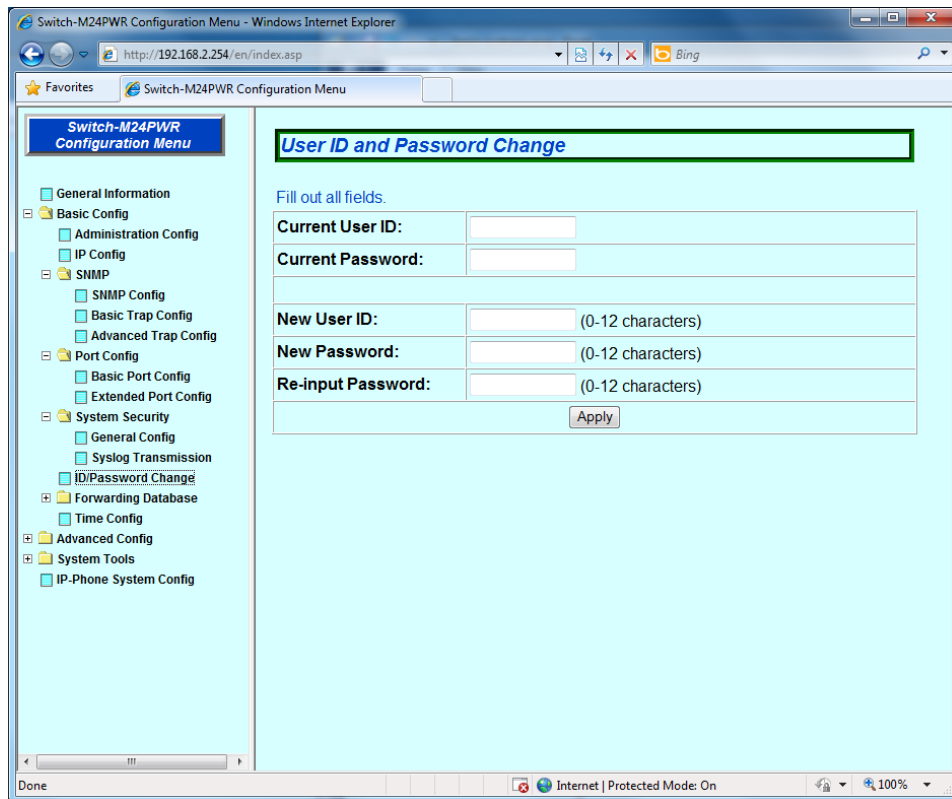 Switch-M24PWR Configuration Menu - Windows Internet Explorer
http://192.168.2.254/en/index.asp
Bing
Favorites
Switch-M24PWR Configuration Menu
Switch-M24PWR
Configuration Menu
General Information
Basic Config
Administration Config
IP Config
SNMP
SNMP Config
Basic Trap Config
Advanced Trap Config
Port Config
Basic Port Config
Extended Port Config
System Security
General Config
Syslog Transmission
ID/Password Change
Forwarding Database
Time Config
Advanced Config
System Tools
IP-Phone System Config
User ID and Password Change
Fill out all fields.
Current User ID:
Current Password:
New User ID: (0-12 characters)
New Password: (0-12 characters)
Re-input Password: (0-12 characters)
Apply
Done
Internet | Protected Mode: On
100%